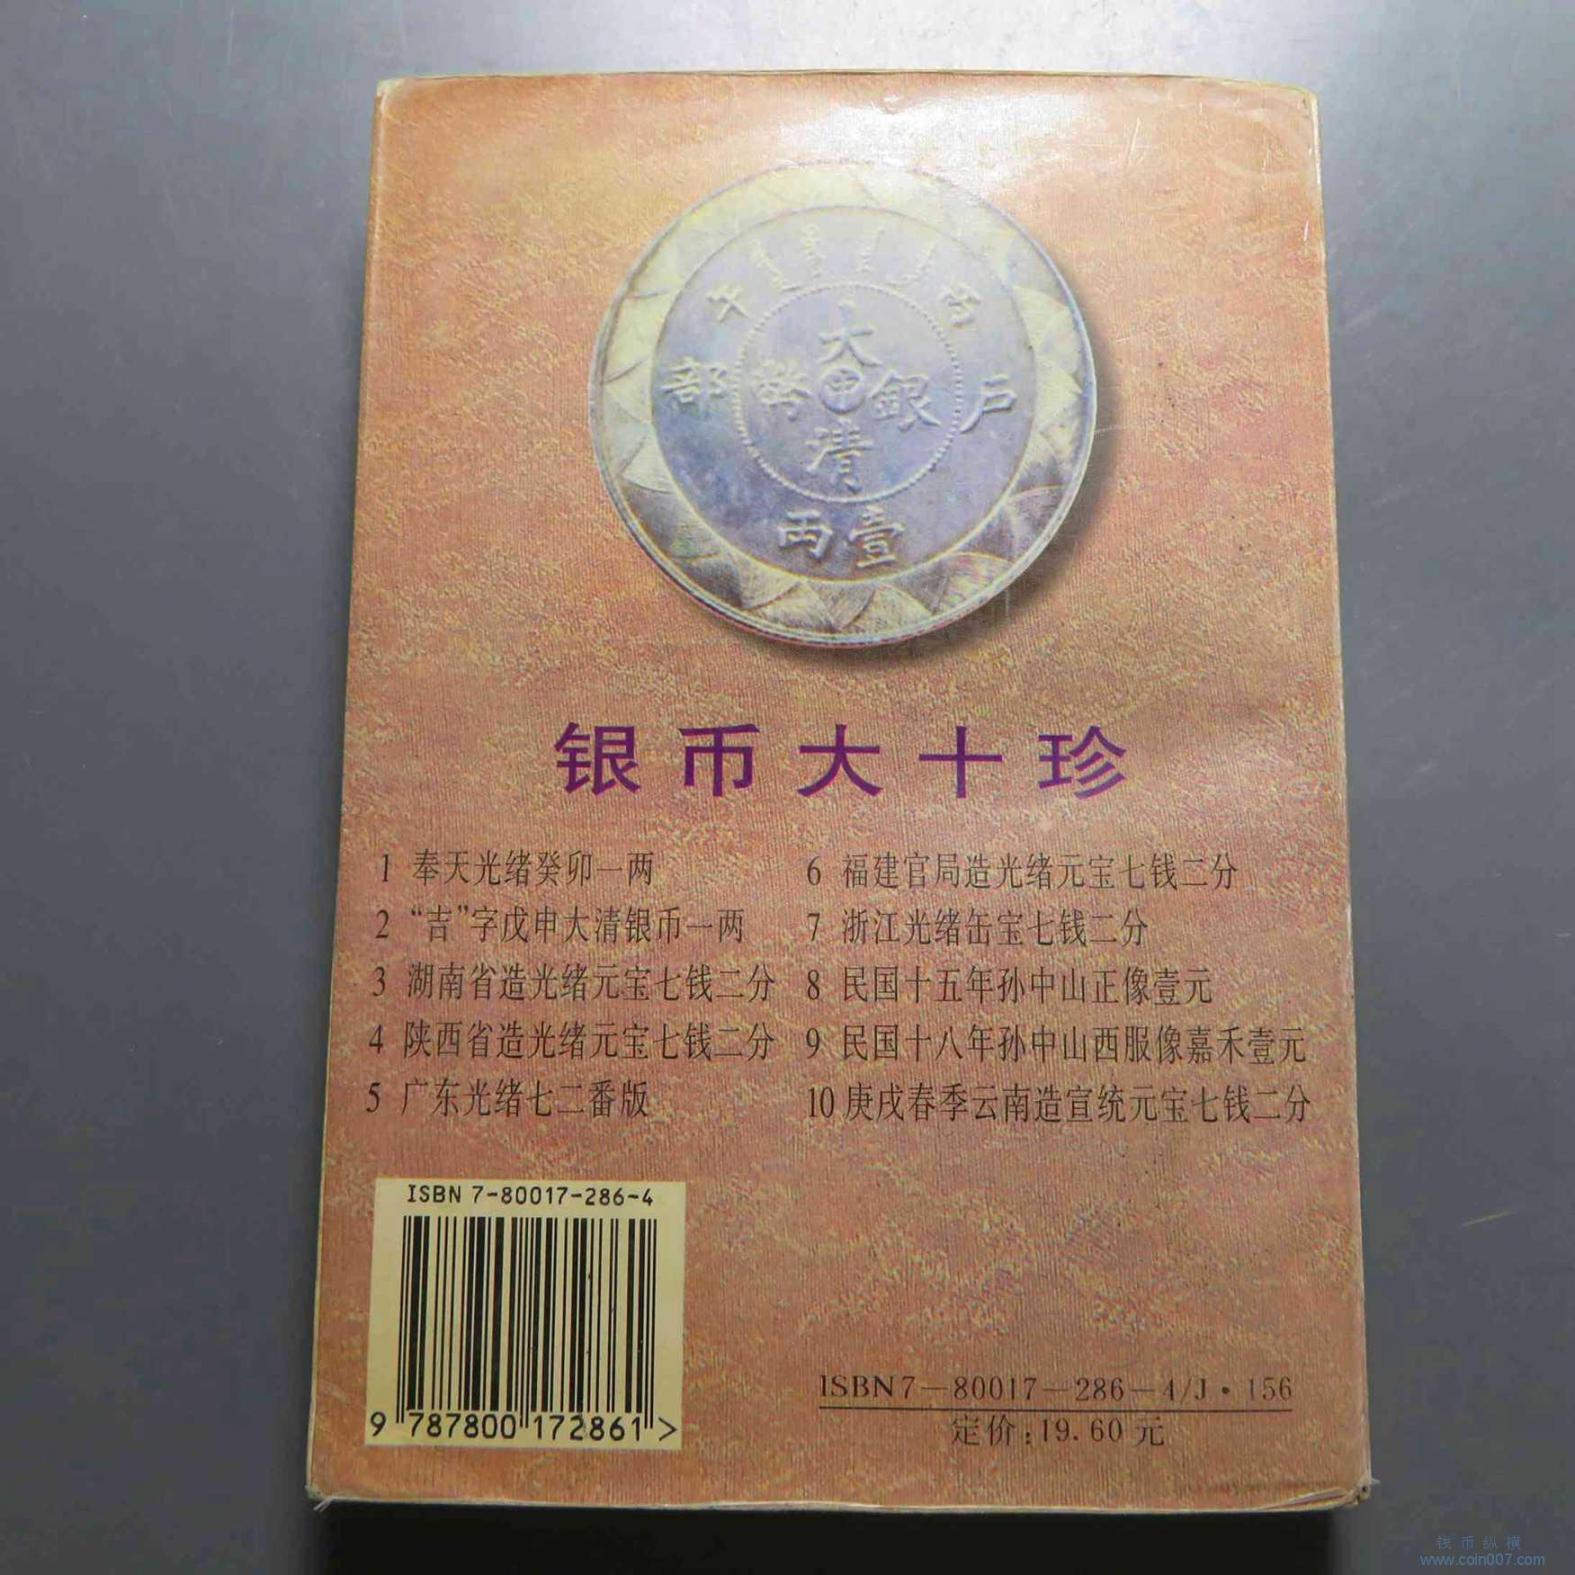 午 丙
部 戶
大
幣 中 銀
清
兩壹
银币大十珍
1 奉天光绪癸卯一两
2 “吉”字戊申大清银币一两
3 湖南省造光绪元宝七钱二分
4 陕西省造光绪元宝七钱二分
5 广东光绪七二番版
6 福建官局造光绪元宝七钱二分
7 浙江光绪缶宝七钱二分
8 民国十五年孙中山正像壹元
9 民国十八年孙中山西服像嘉禾壹元
10 庚戌春季云南造宣统元宝七钱二分
ISBN 7-80017-286-4
9 787800 172861 >
ISBN7—80017—286—4/J·156
定价:19.60元
钱币纵横
www.coin007.com